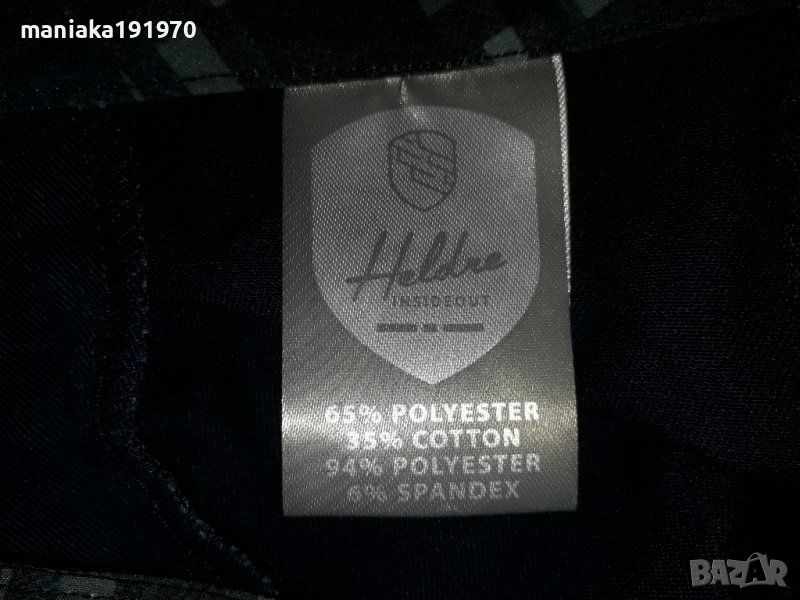 maniaka191970
Heldre
INSIDEOUT
65% POLYESTER
35% COTTON
94% POLYESTER
6% SPANDEX
BAZAR